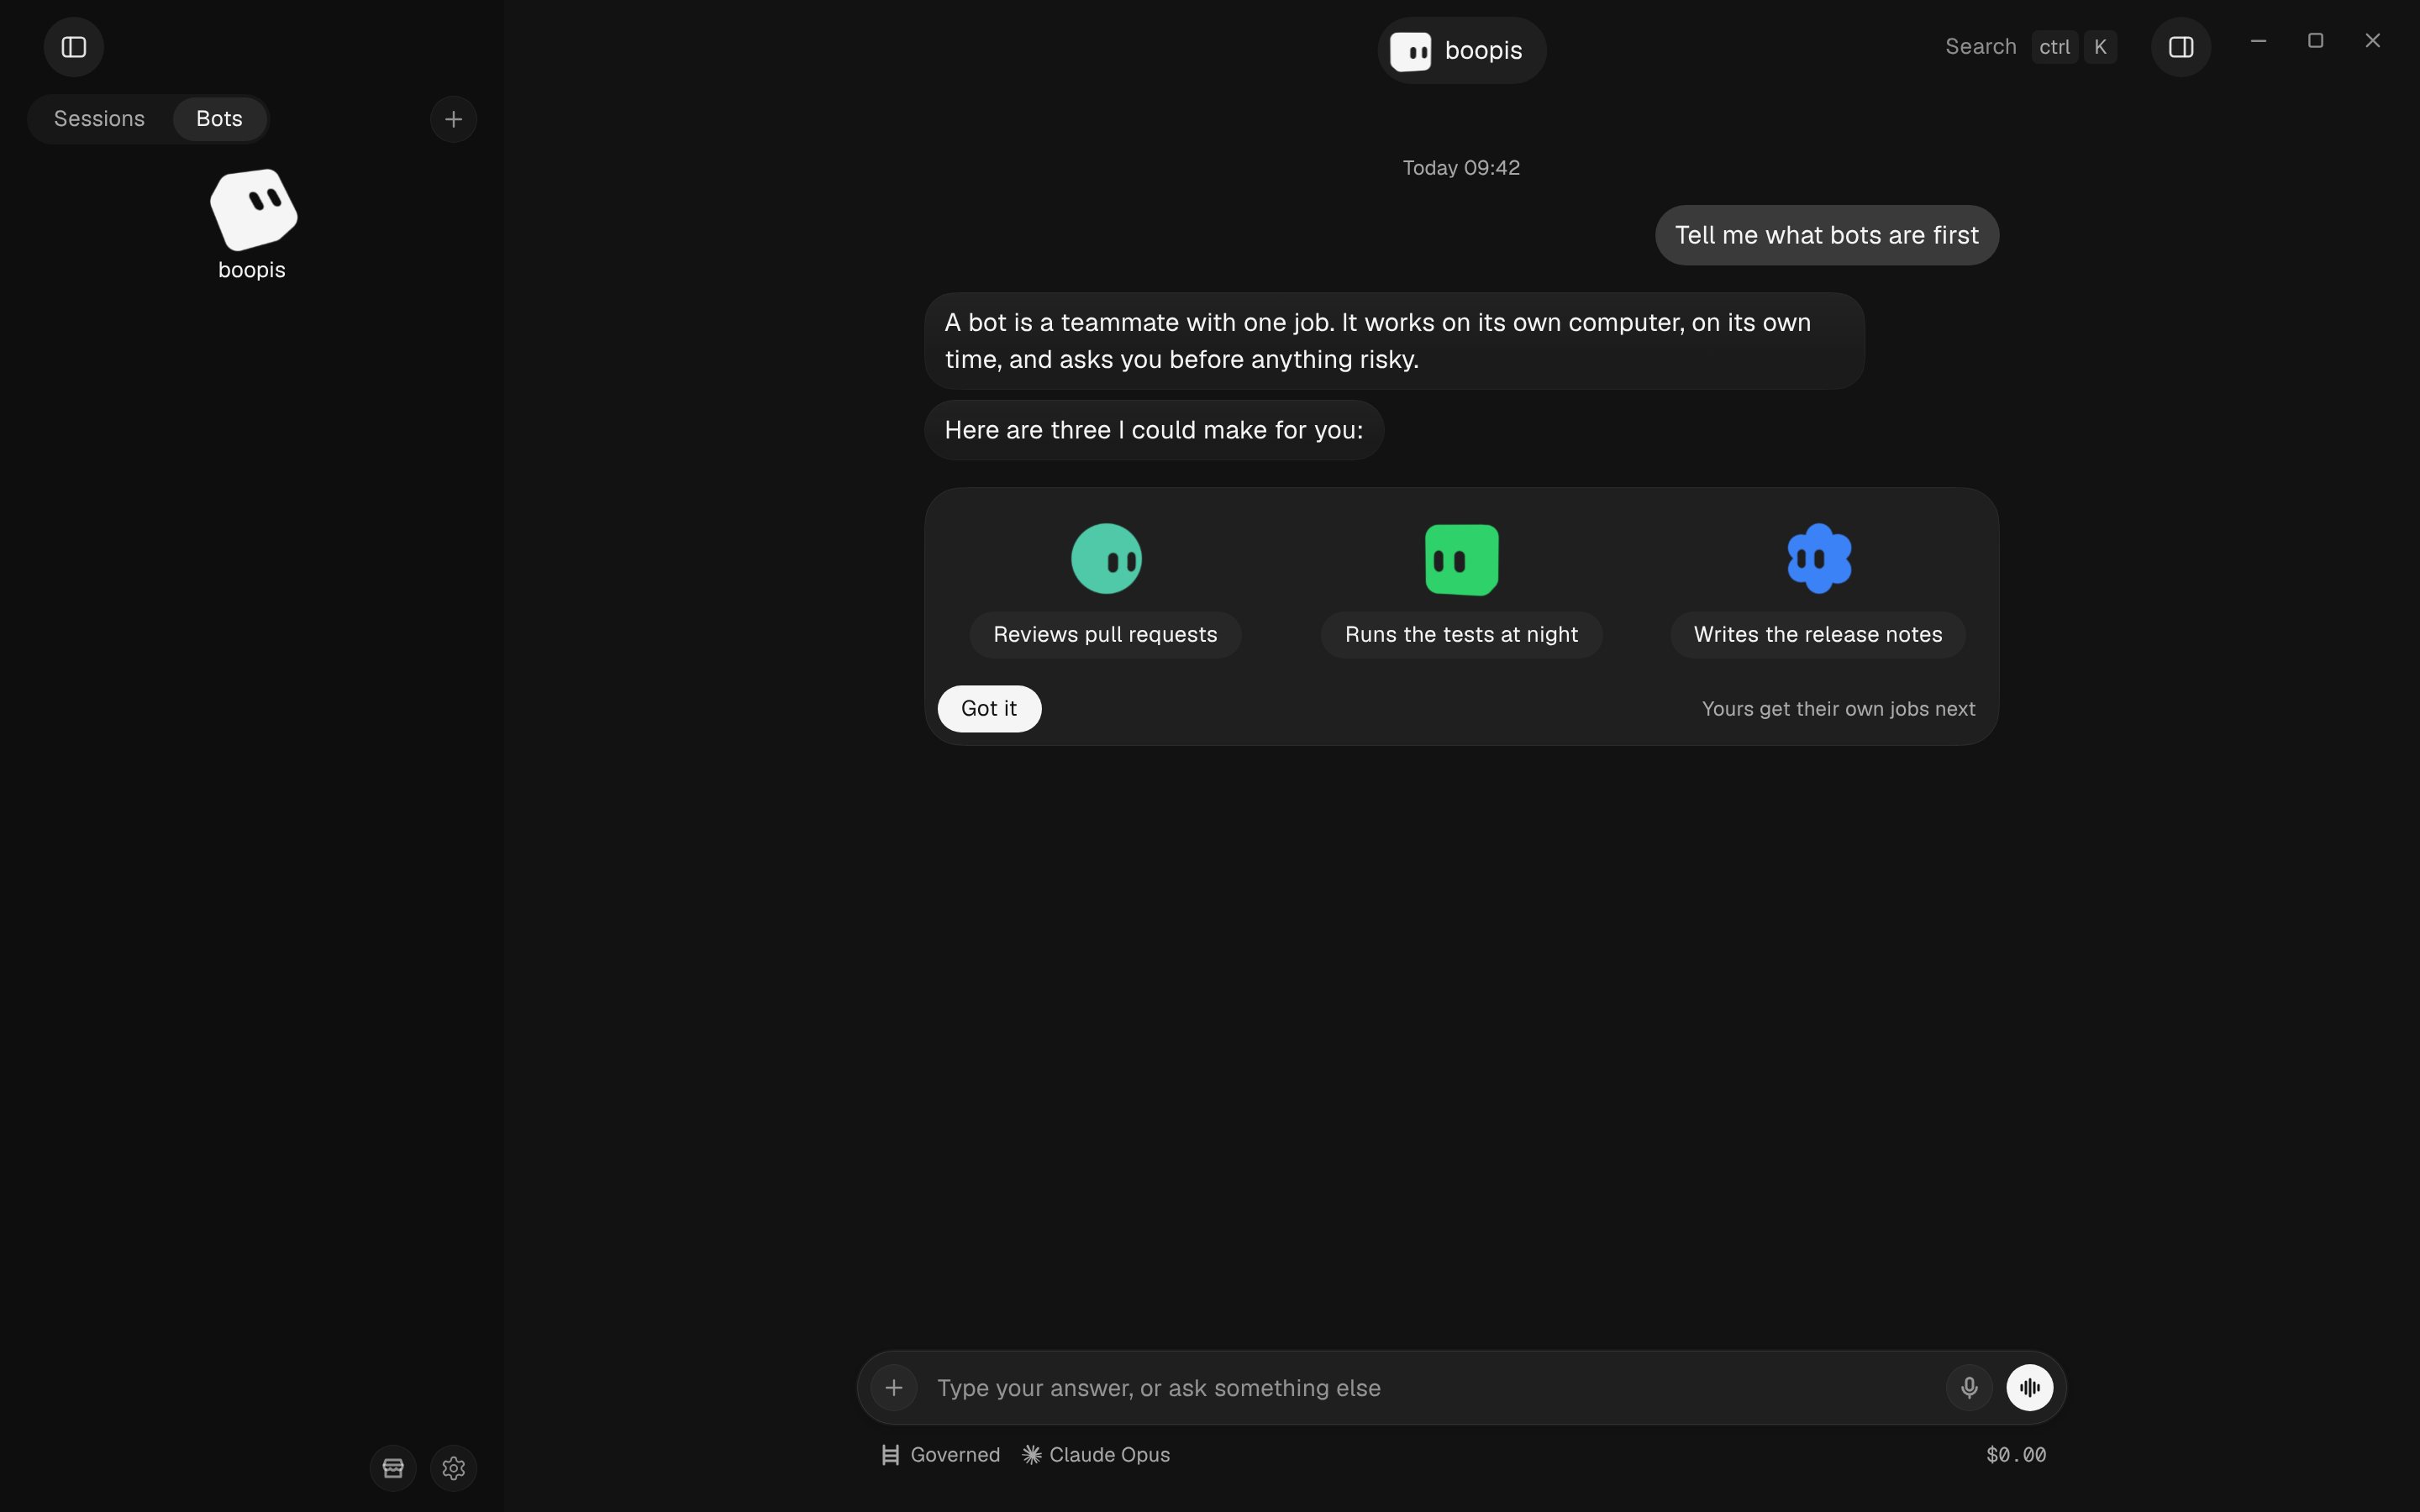 boopis
Search ctrl K
Sessions Bots
boopis
Today 09:42
Tell me what bots are first
A bot is a teammate with one job. It works on its own computer, on its own
time, and asks you before anything risky.
Here are three I could make for you:
Reviews pull requests
Runs the tests at night
Writes the release notes
Got it
Yours get their own jobs next
Type your answer, or ask something else
Governed Claude Opus
$0.00